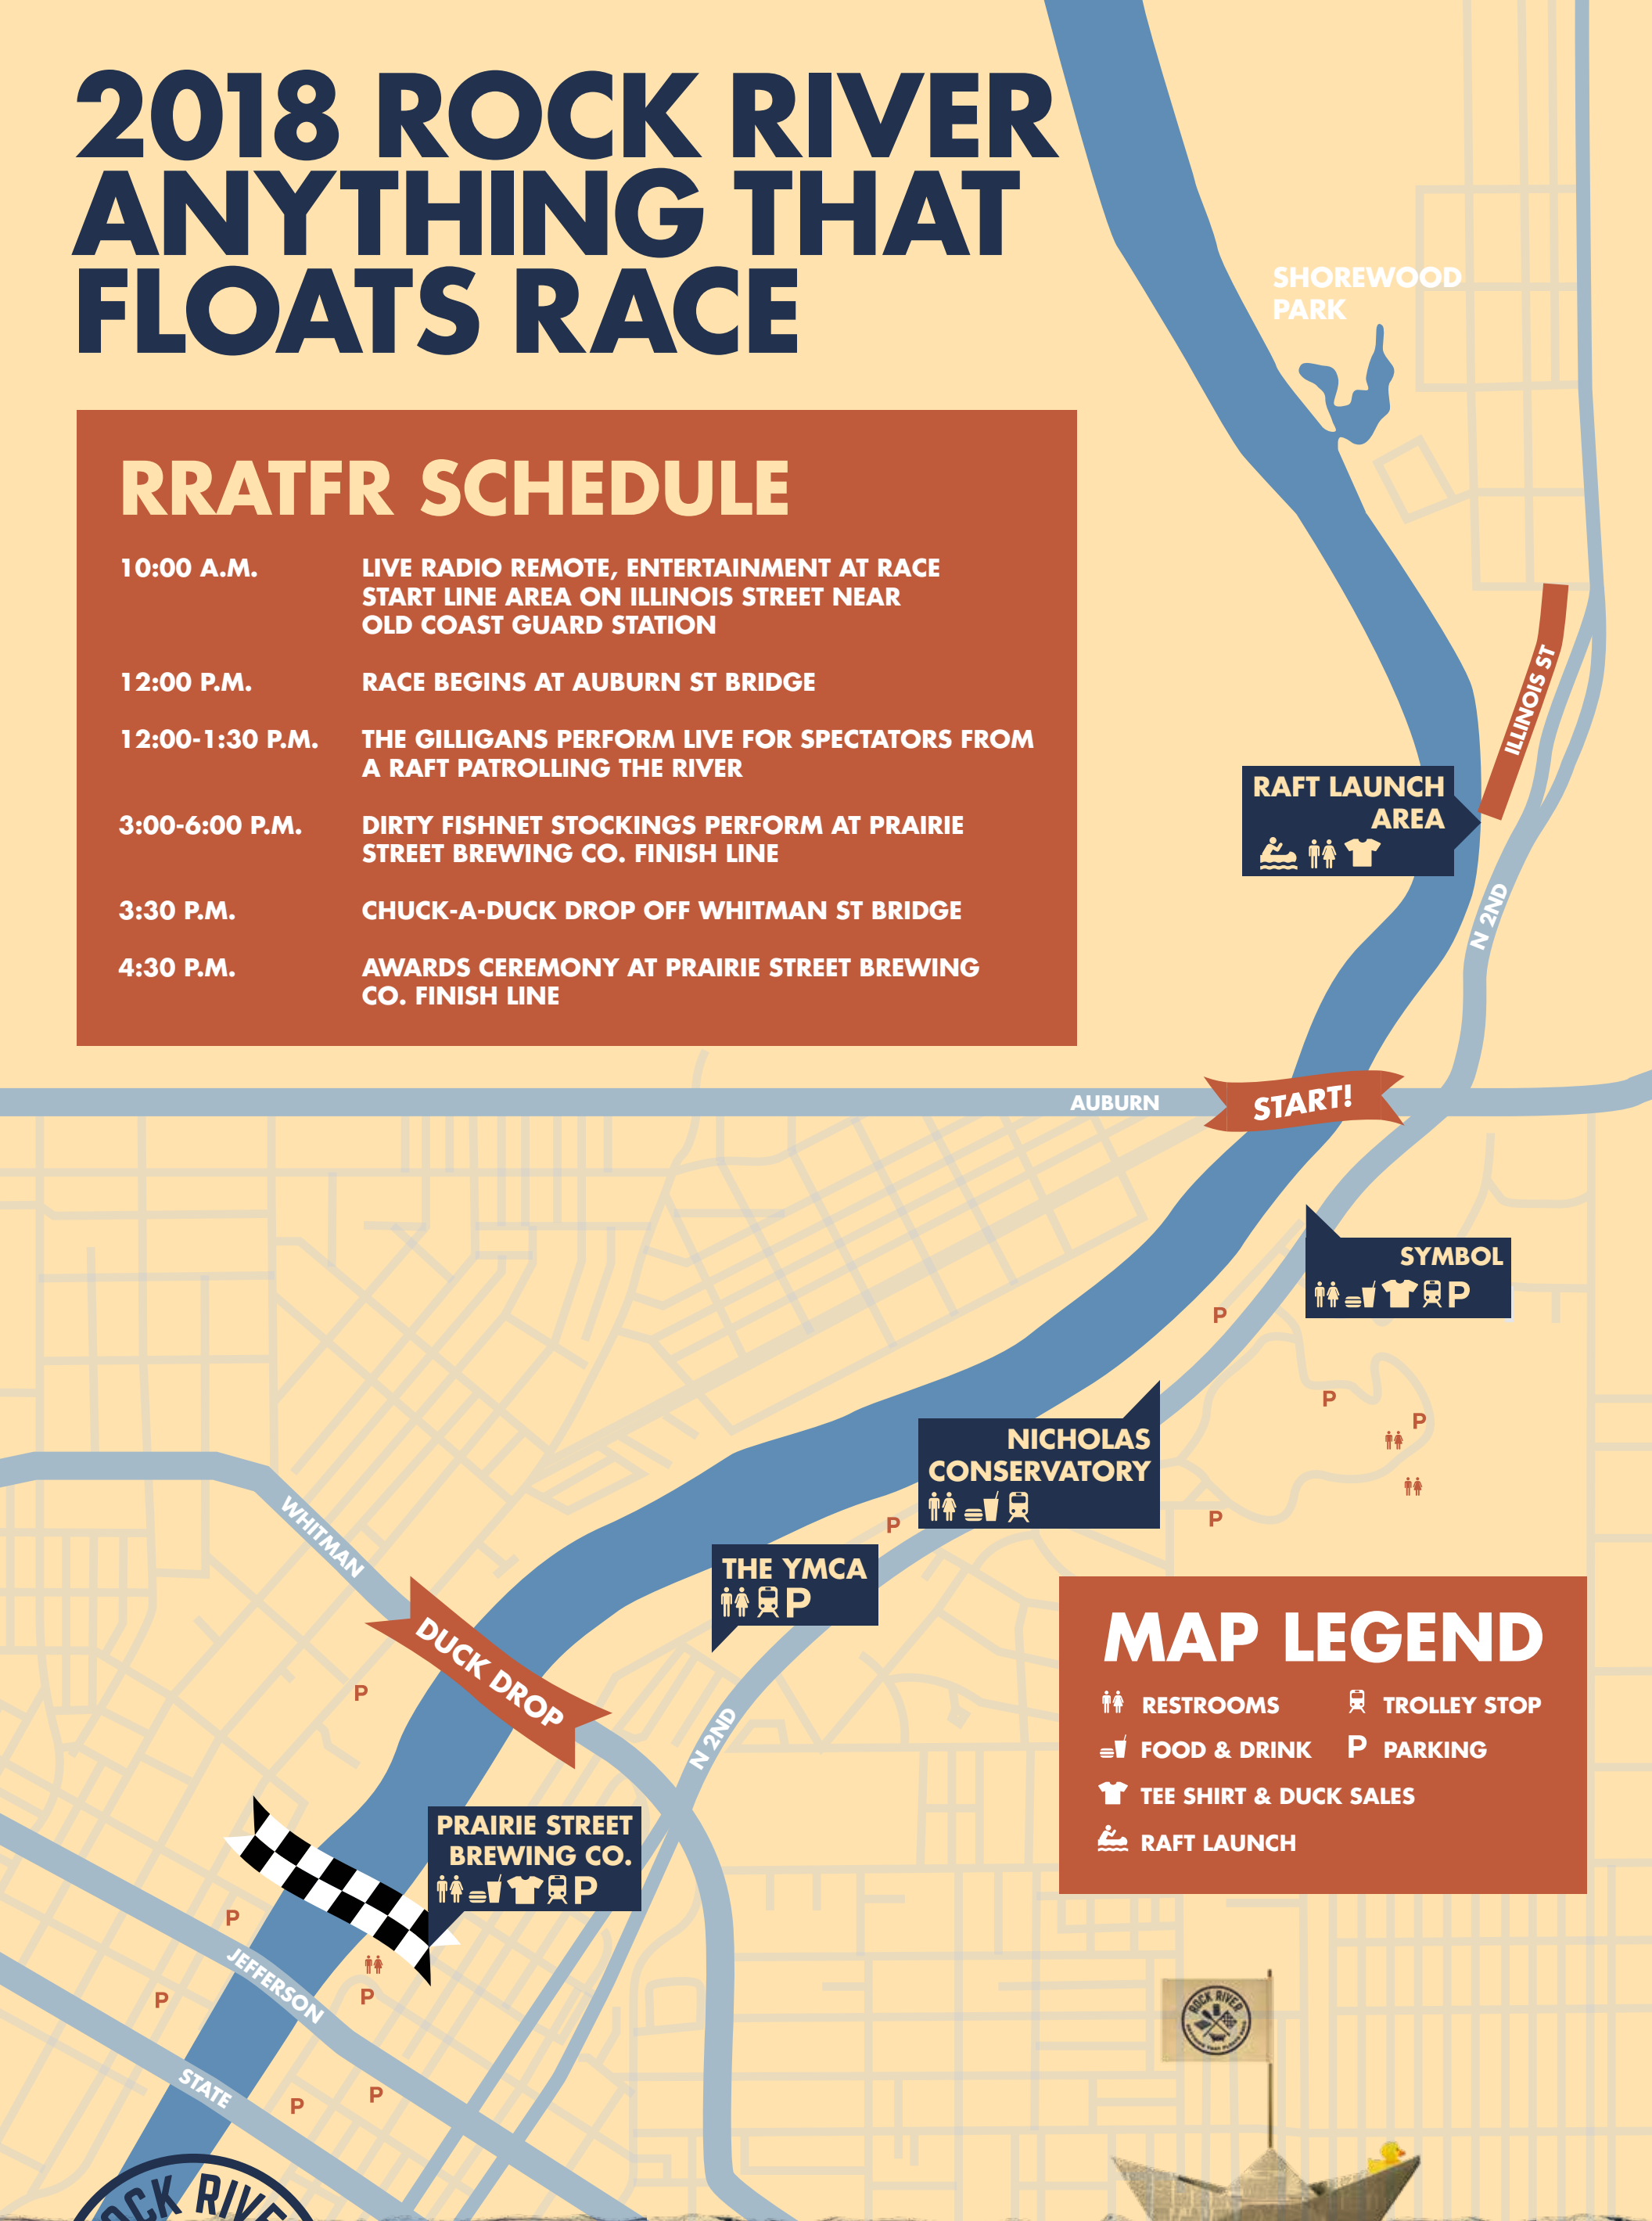 2018 ROCK RIVER
ANYTHING THAT
FLOATS RACE
RRATFR SCHEDULE
10:00 A.M. LIVE RADIO REMOTE, ENTERTAINMENT AT RACE
START LINE AREA ON ILLINOIS STREET NEAR
OLD COAST GUARD STATION
12:00 P.M. RACE BEGINS AT AUBURN ST BRIDGE
12:00-1:30 P.M. THE GILLIGANS PERFORM LIVE FOR SPECTATORS FROM
A RAFT PATROLLING THE RIVER
3:00-6:00 P.M. DIRTY FISHNET STOCKINGS PERFORM AT PRAIRIE
STREET BREWING CO. FINISH LINE
3:30 P.M. CHUCK-A-DUCK DROP OFF WHITMAN ST BRIDGE
4:30 P.M. AWARDS CEREMONY AT PRAIRIE STREET BREWING
CO. FINISH LINE
SHOREWOOD
PARK
ILLINOIS ST
RAFT LAUNCH
AREA
N 2ND
AUBURN
START!
SYMBOL
P
P
P
P
NICHOLAS
CONSERVATORY
P
P
WHITMAN
THE YMCA
P
DUCK DROP
P
N 2ND
MAP LEGEND
RESTROOMS
TROLLEY STOP
FOOD & DRINK
P PARKING
TEE SHIRT & DUCK SALES
RAFT LAUNCH
PRAIRIE STREET
BREWING CO.
P
P
JEFFERSON
P
P
STATE
P
P
ROCK RIVER
OCK RIVE